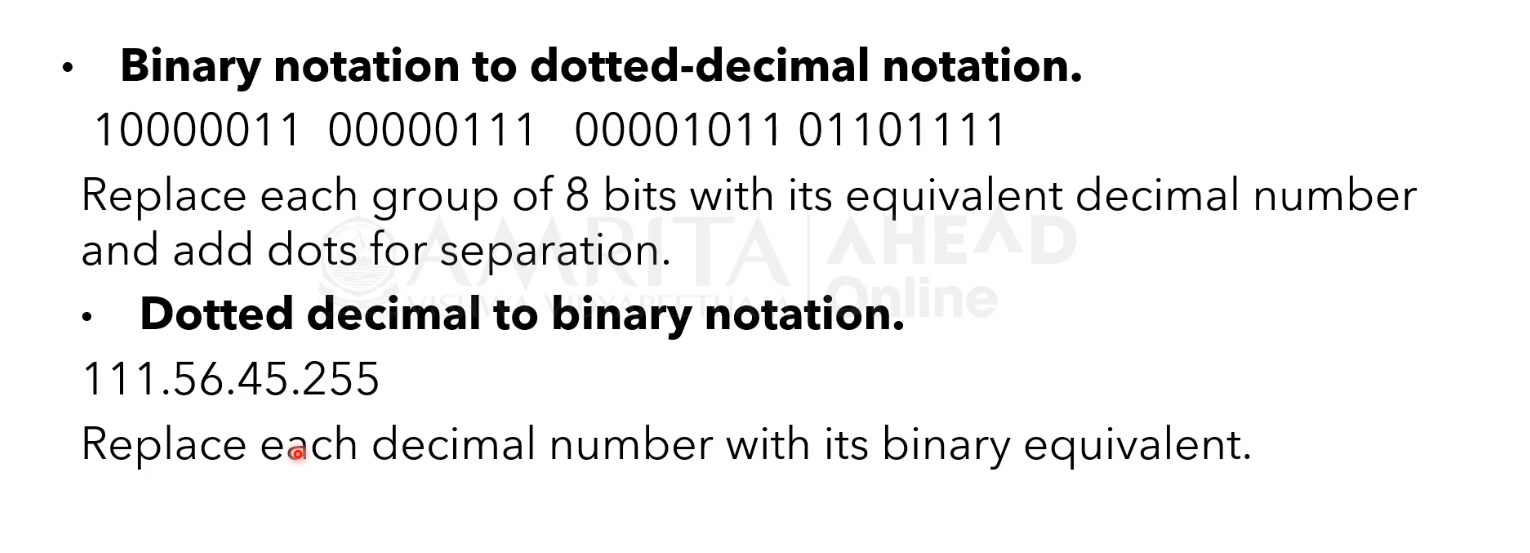 • Binary notation to dotted-decimal notation.
10000011 00000111 00001011 01101111
Replace each group of 8 bits with its equivalent decimal number
and add dots for separation.
• Dotted decimal to binary notation.
111.56.45.255
Replace each decimal number with its binary equivalent.
AMRITA
VISHWA VIDYAPEETHAM
AHEAD
Online